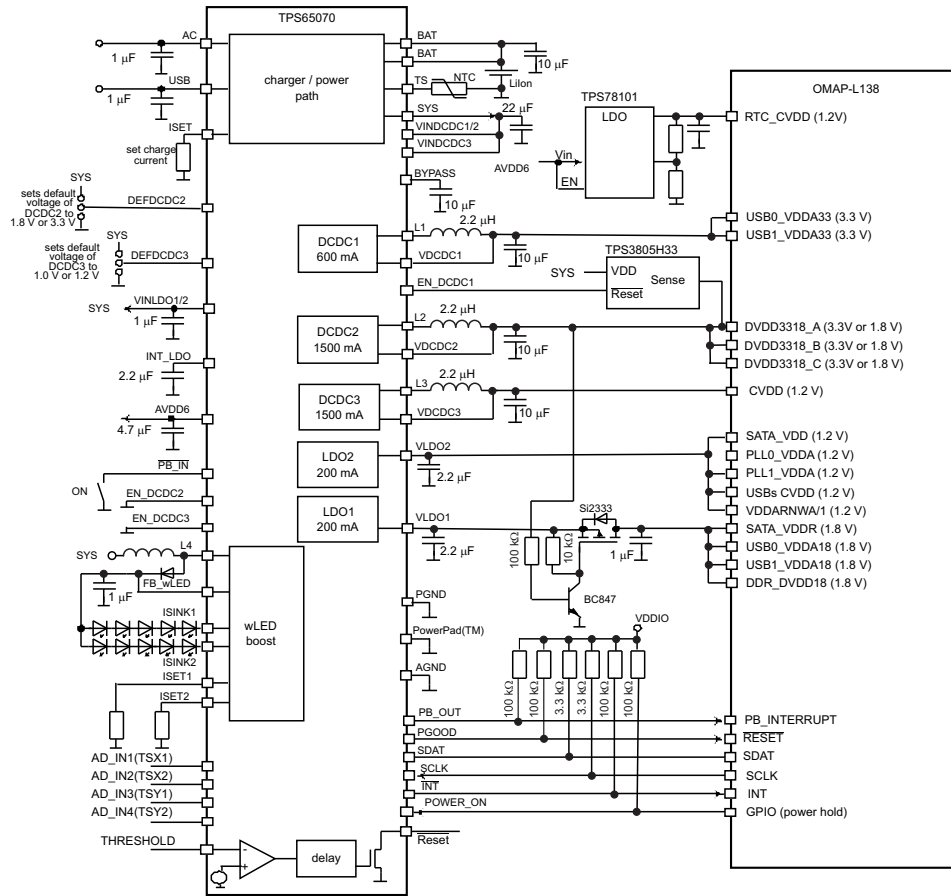 TPS65070
AC
1 μF
USB
1 μF
charger / power
path
ISET
set charge
current
SYS
sets default
voltage of
DCDC2 to
1.8 V or 3.3 V
DEFDCDC2
SYS
sets default
voltage of
DCDC3 to
1.0 V or 1.2 V
DEFDCDC3
SYS
VINLDO1/2
1 μF
INT_LDO
2.2 μF
AVDD6
4.7 μF
PB_IN
ON
EN_DCDC2
EN_DCDC3
SYS
L4
1 μF
FB_wLED
wLED
boost
ISINK1
ISINK2
ISET1
ISET2
AD_IN1(TSX1)
AD_IN2(TSX2)
AD_IN3(TSY1)
AD_IN4(TSY2)
THRESHOLD
-
+
delay
Reset
BAT
BAT
10 μF
TS
NTC
LiIon
SYS
22 μF
VINDCDC1/2
VINDCDC3
BYPASS
10 μF
DCDC1
600 mA
L1
2.2 μH
VDCDC1
10 μF
EN_DCDC1
DCDC2
1500 mA
L2
2.2 μH
VDCDC2
10 μF
DCDC3
1500 mA
L3
2.2 μH
VDCDC3
10 μF
LDO2
200 mA
VLDO2
2.2 μF
LDO1
200 mA
VLDO1
2.2 μF
PGND
PowerPad(TM)
AGND
PB_OUT
PGOOD
SDAT
SCLK
INT
POWER_ON
TPS78101
LDO
AVDD6
Vin
EN
TPS3805H33
SYS
VDD
Sense
Reset
Si2333
100 kΩ
10 kΩ
1 μF
BC847
VDDIO
100 kΩ
100 kΩ
3.3 kΩ
3.3 kΩ
100 kΩ
100 kΩ
OMAP-L138
RTC_CVDD (1.2V)
USB0_VDDA33 (3.3 V)
USB1_VDDA33 (3.3 V)
DVDD3318_A (3.3V or 1.8 V)
DVDD3318_B (3.3V or 1.8 V)
DVDD3318_C (3.3V or 1.8 V)
CVDD (1.2 V)
SATA_VDD (1.2 V)
PLL0_VDDA (1.2 V)
PLL1_VDDA (1.2 V)
USBs CVDD (1.2 V)
VDDARNWA/1 (1.2 V)
SATA_VDDR (1.8 V)
USB0_VDDA18 (1.8 V)
USB1_VDDA18 (1.8 V)
DDR_DVDD18 (1.8 V)
PB_INTERRUPT
RESET
SDAT
SCLK
INT
GPIO (power hold)